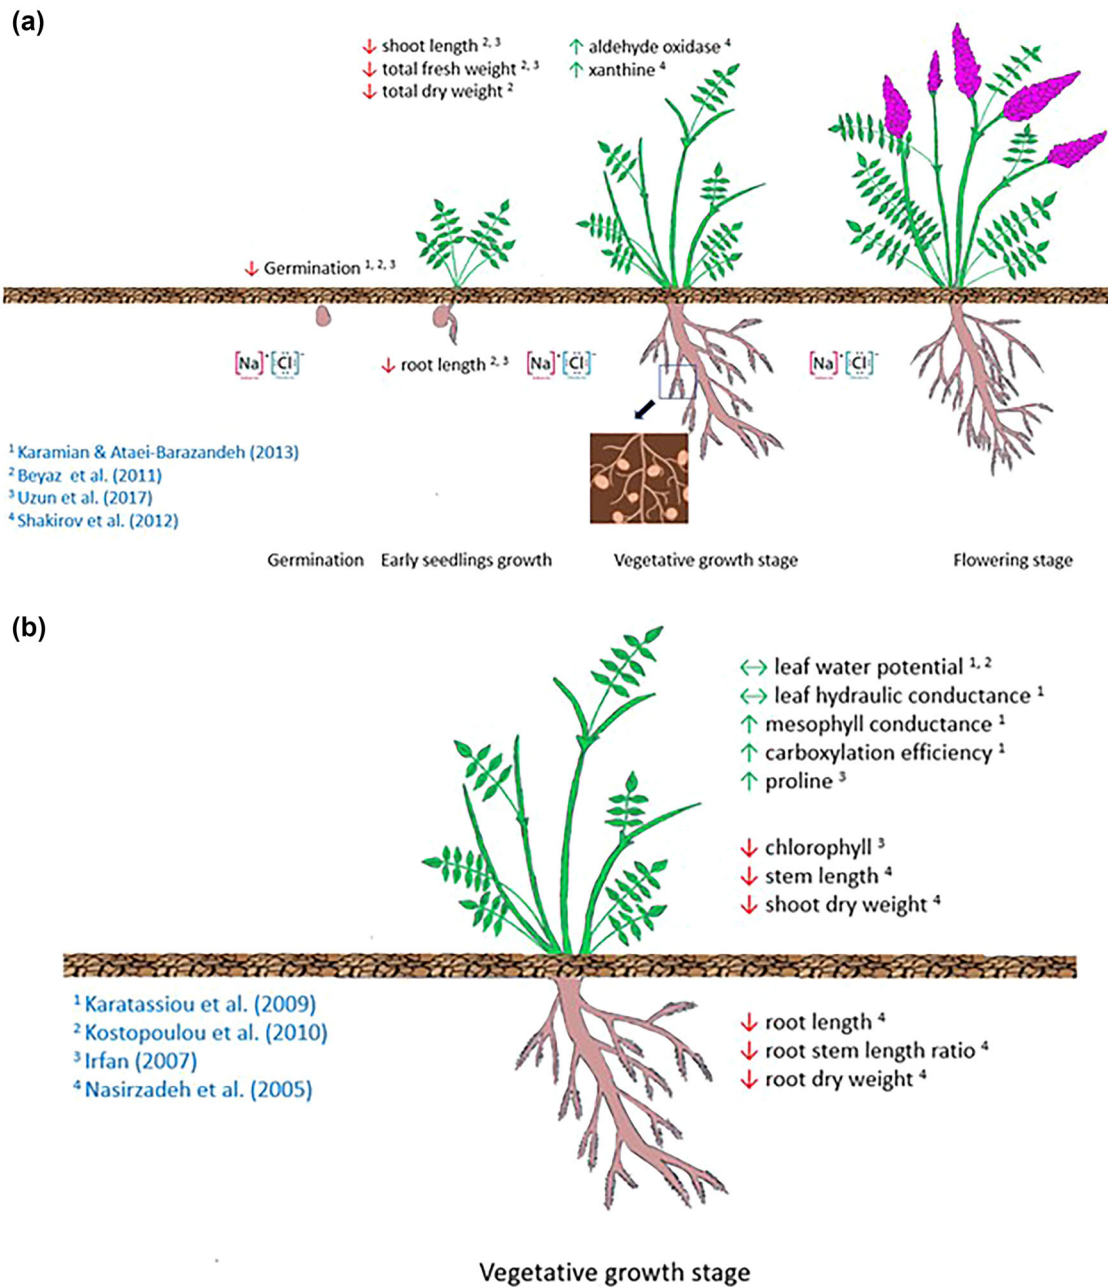 (a)
↓ shoot length 2, 3
↓ total fresh weight 2, 3
↓ total dry weight 2
↑ aldehyde oxidase 4
↑ xanthine 4
↓ Germination 1, 2, 3
[Na]+ [Cl]-
↓ root length 2, 3
[Na]+ [Cl]-
[Na]+ [Cl]-
1 Karamian & Ataei-Barazandeh (2013)
2 Beyaz et al. (2011)
3 Uzun et al. (2017)
4 Shakirov et al. (2012)
Germination
Early seedlings growth
Vegetative growth stage
Flowering stage
(b)
↔ leaf water potential 1, 2
↔ leaf hydraulic conductance 1
↑ mesophyll conductance 1
↑ carboxylation efficiency 1
↑ proline 3
↓ chlorophyll 3
↓ stem length 4
↓ shoot dry weight 4
1 Karatassiou et al. (2009)
2 Kostopoulou et al. (2010)
3 Irfan (2007)
4 Nasirzadeh et al. (2005)
↓ root length 4
↓ root stem length ratio 4
↓ root dry weight 4
Vegetative growth stage